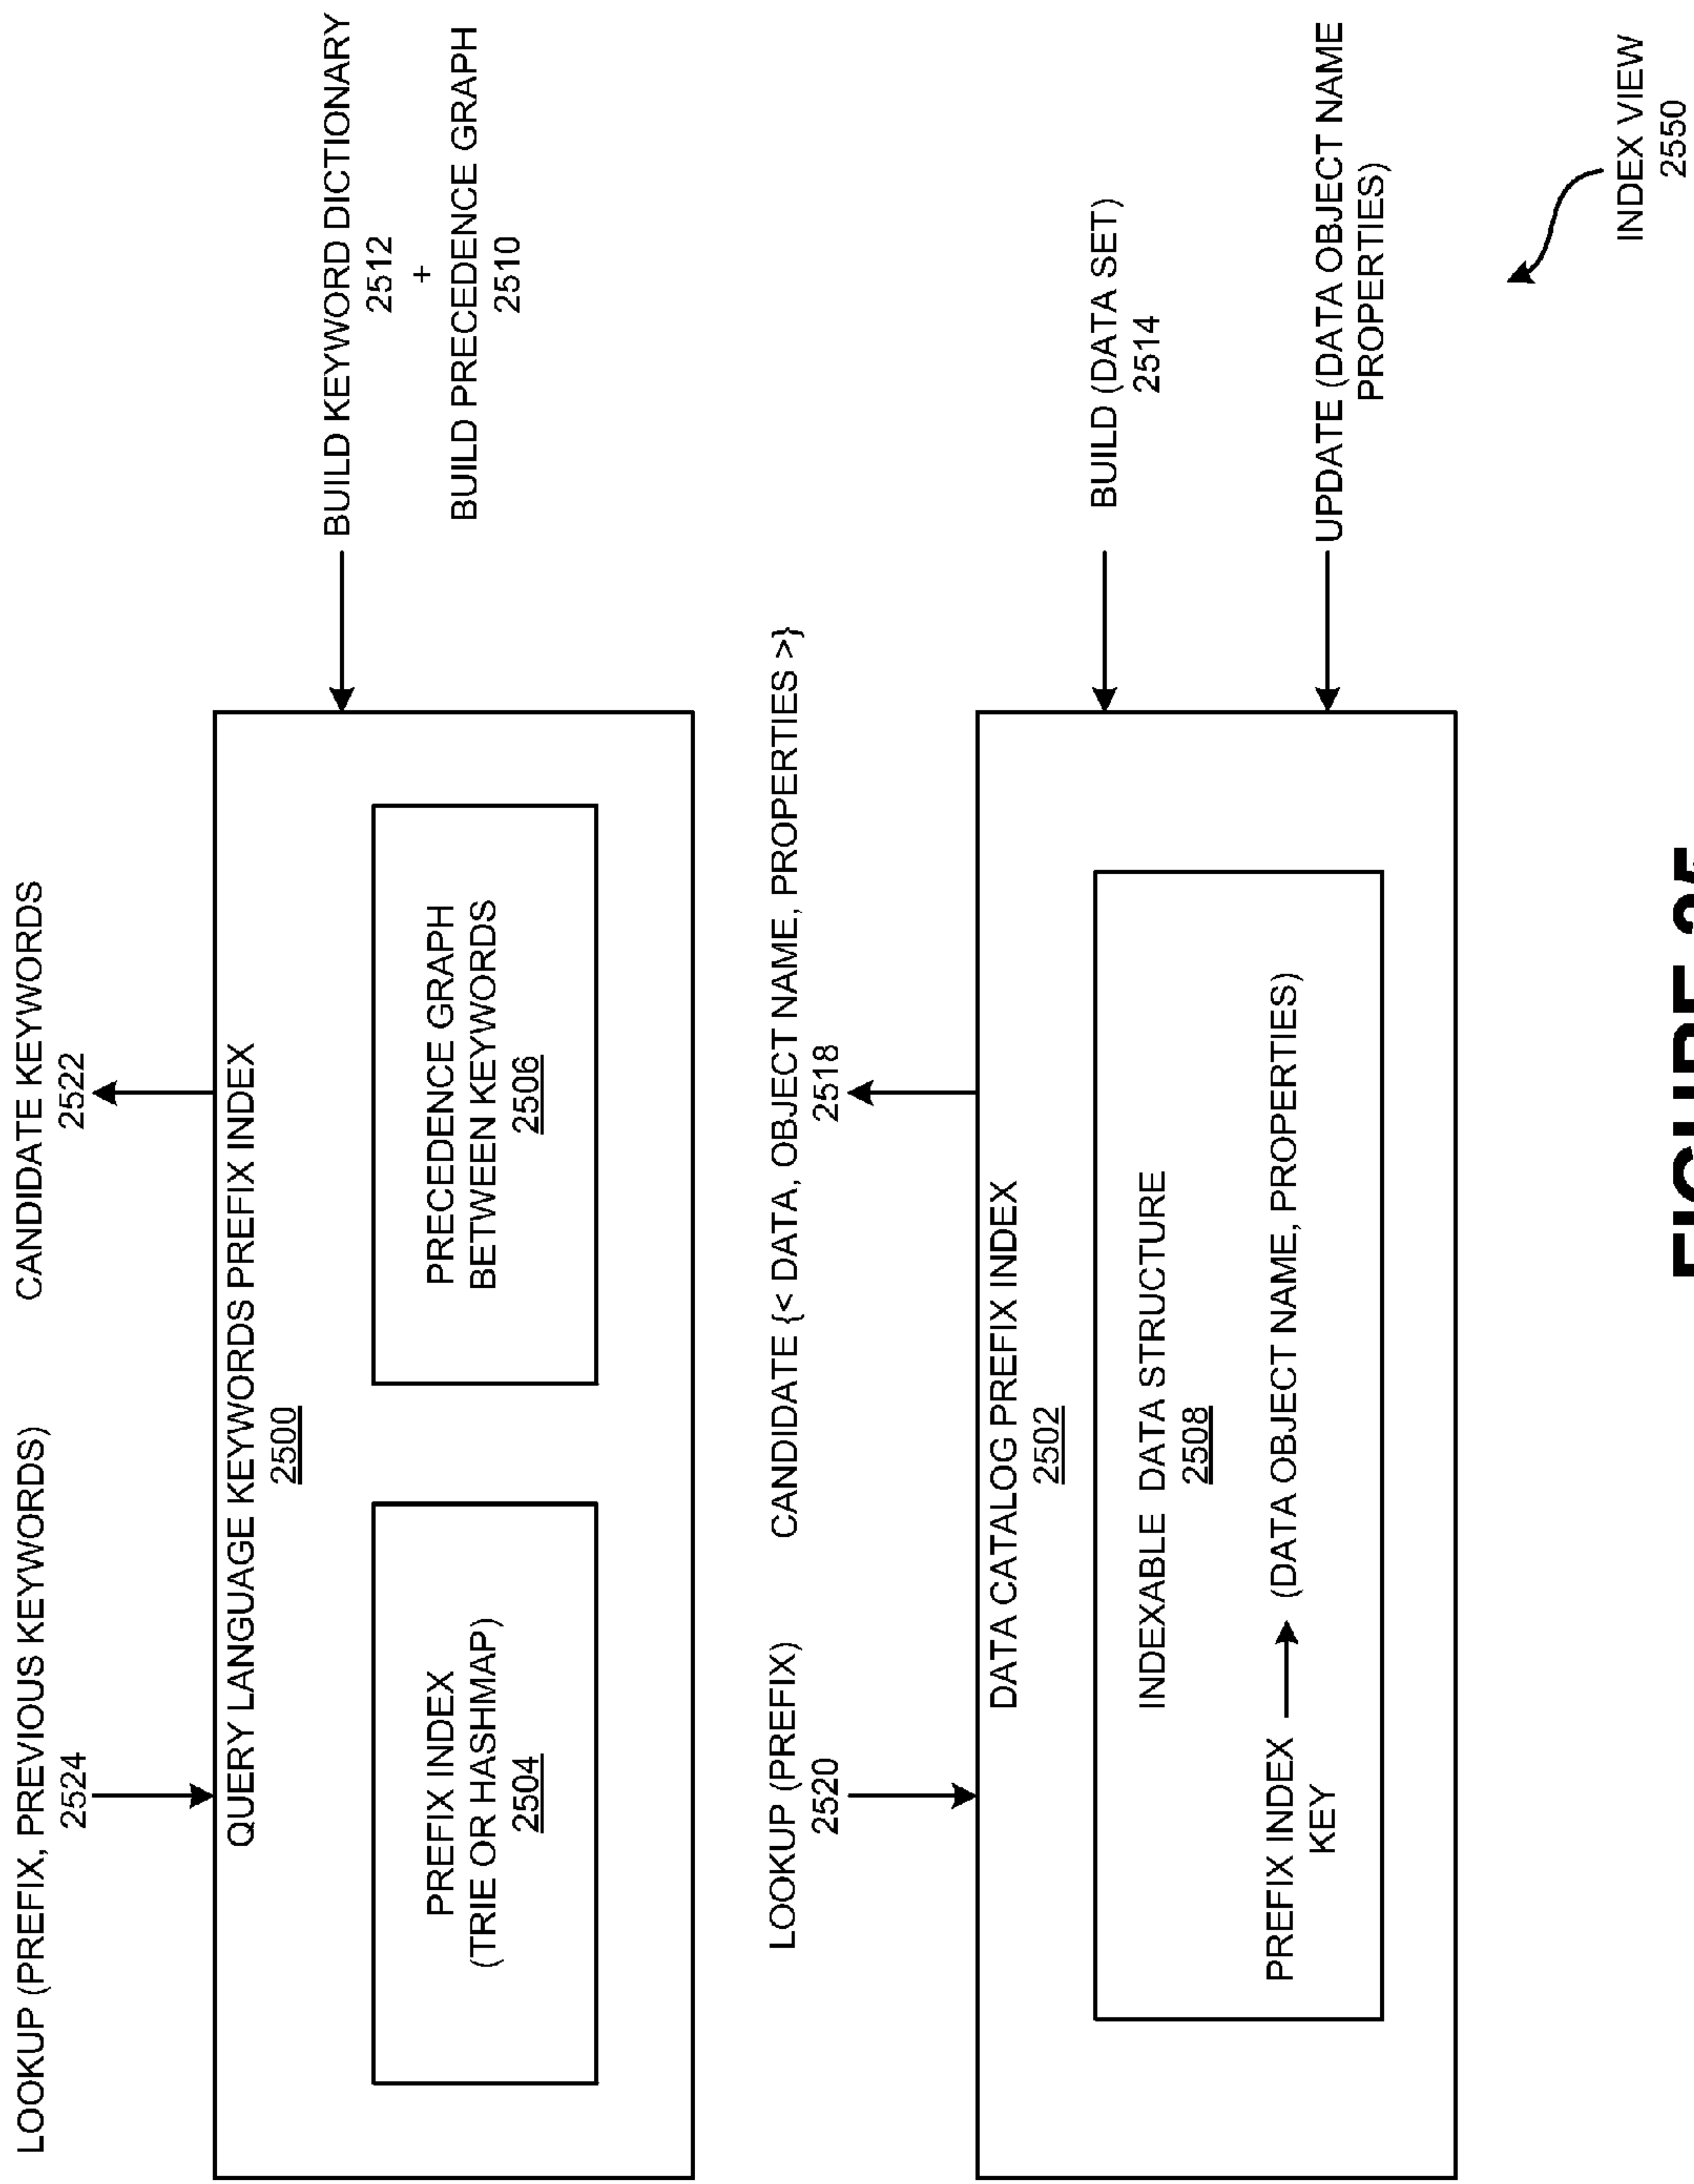 LOOKUP (PREFIX, PREVIOUS KEYWORDS)
2524
CANDIDATE KEYWORDS
2522
QUERY LANGUAGE KEYWORDS PREFIX INDEX
2500
PREFIX INDEX
(TRIE OR HASHMAP)
2504
PRECEDENCE GRAPH
BETWEEN KEYWORDS
2506
BUILD KEYWORD DICTIONARY
2512
+
BUILD PRECEDENCE GRAPH
2510
LOOKUP (PREFIX)
2520
CANDIDATE {< DATA, OBJECT NAME, PROPERTIES >}
2518
DATA CATALOG PREFIX INDEX
2502
INDEXABLE DATA STRUCTURE
2508
PREFIX INDEX
KEY
(DATA OBJECT NAME, PROPERTIES)
BUILD (DATA SET)
2514
UPDATE (DATA OBJECT NAME
PROPERTIES)
INDEX VIEW
2550
FIGURE 25